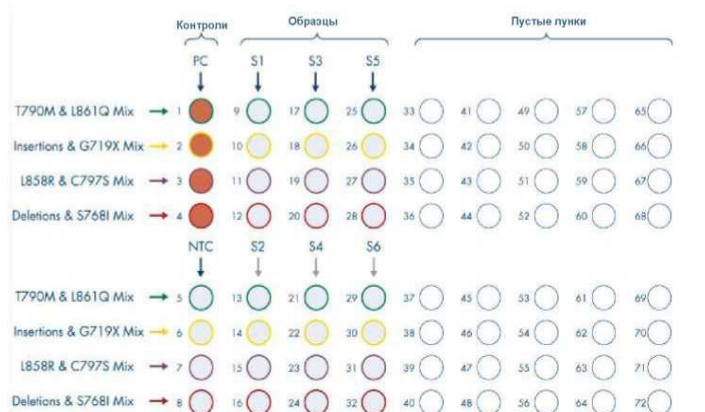 Контроли Образцы Пустые лунки
PC S1 S3 S5
T790M & L861Q Mix 1 9 17 25 33 41 49 57 65
Insertions & G719X Mix 2 10 18 26 34 42 50 58 66
L858R & C797S Mix 3 11 19 27 35 43 51 59 67
Deletions & S768I Mix 4 12 20 28 36 44 52 60 68
NTC S2 S4 S6
T790M & L861Q Mix 5 13 21 29 37 45 53 61 69
Insertions & G719X Mix 6 14 22 30 38 46 54 62 70
L858R & C797S Mix 7 15 23 31 39 47 55 63 71
Deletions & S768I Mix 8 16 24 32 40 48 56 64 72